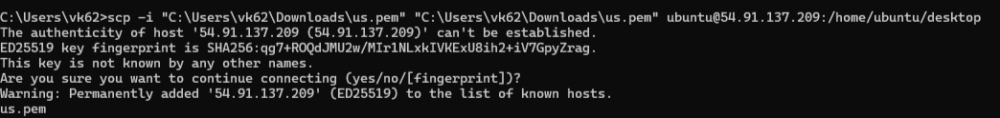 C:\Users\vk62>scp -i "C:\Users\vk62\Downloads\us.pem" "C:\Users\vk62\Downloads\us.pem" ubuntu@54.91.137.209:/home/ubuntu/desktop
The authenticity of host '54.91.137.209 (54.91.137.209)' can't be established.
ED25519 key fingerprint is SHA256:qg7+ROQdJMU2w/MIr1NLxkIVKExU8ih2+iV7GpyZrag.
This key is not known by any other names.
Are you sure you want to continue connecting (yes/no/[fingerprint])?
Warning: Permanently added '54.91.137.209' (ED25519) to the list of known hosts.
us.pem